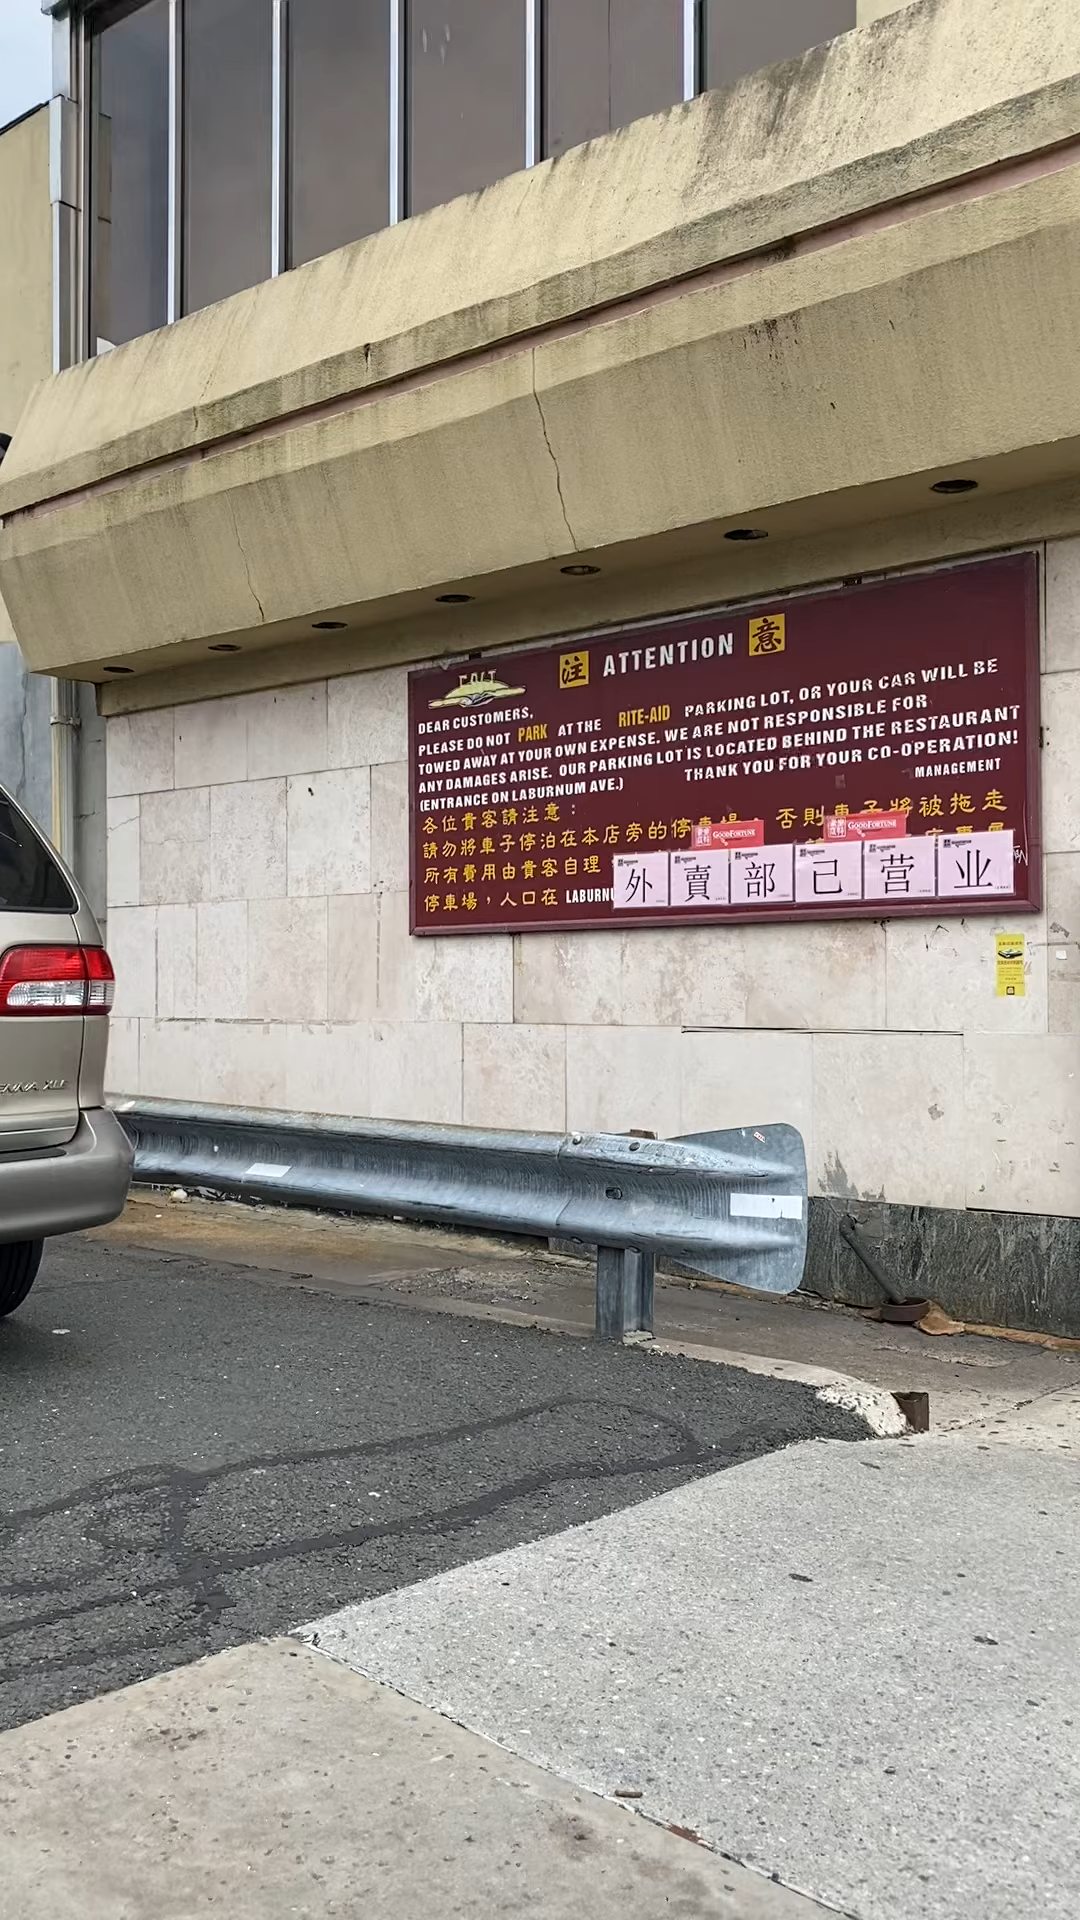 注 ATTENTION 意
DEAR CUSTOMERS,
PLEASE DO NOT PARK AT THE RITE-AID PARKING LOT, OR YOUR CAR WILL BE
TOWED AWAY AT YOUR OWN EXPENSE. WE ARE NOT RESPONSIBLE FOR
ANY DAMAGES ARISE. OUR PARKING LOT IS LOCATED BEHIND THE RESTAURANT
(ENTRANCE ON LABURNUM AVE.) THANK YOU FOR YOUR CO-OPERATION!
MANAGEMENT
各位貴客請注意：
請勿將車子停泊在本店旁的停車場 否則車子將被拖走
所有費用由貴客自理
停車場，入口在 LABURNU
GOODFORTUNE GOODFORTUNE
外賣部已营业
SIENNA XLE